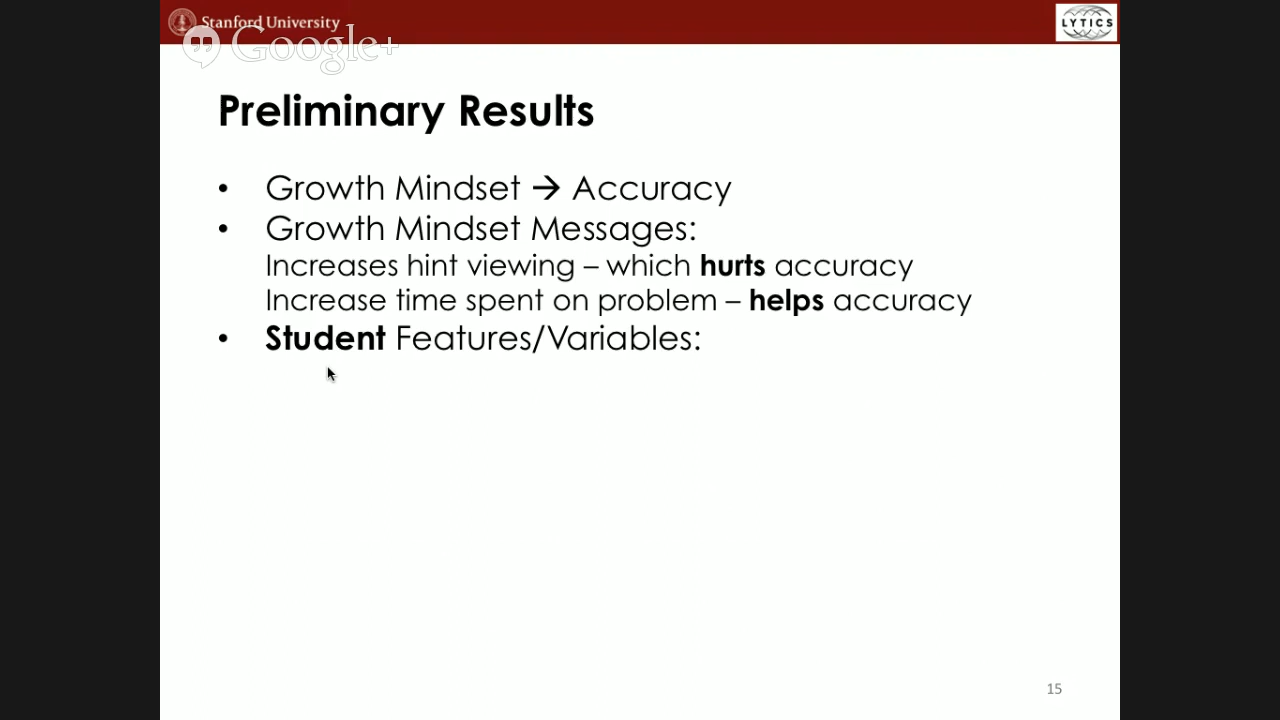 Stanford University
LYTICS
Google+
Preliminary Results
• Growth Mindset → Accuracy
• Growth Mindset Messages:
Increases hint viewing – which hurts accuracy
Increase time spent on problem – helps accuracy
• Student Features/Variables:
15